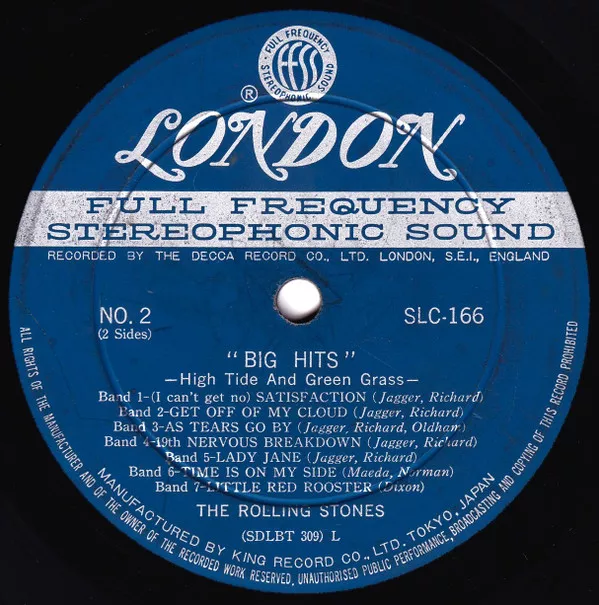 FULL FREQUENCY
ffss
STEREOPHONIC SOUND
®
LONDON
FULL FREQUENCY
STEREOPHONIC SOUND
RECORDED BY THE DECCA RECORD CO., LTD. LONDON, S.E.I., ENGLAND
NO. 2
(2 Sides)
SLC-166
"BIG HITS"
—High Tide And Green Grass—
Band 1-(I can't get no) SATISFACTION (Jagger, Richard)
Band 2-GET OFF OF MY CLOUD (Jagger, Richard)
Band 3-AS TEARS GO BY (Jagger, Richard, Oldham)
Band 4-19th NERVOUS BREAKDOWN (Jagger, Richard)
Band 5-LADY JANE (Jagger, Richard)
Band 6-TIME IS ON MY SIDE (Maeda, Norman)
Band 7-LITTLE RED ROOSTER (Dixon)
THE ROLLING STONES
(SDLBT 309) L
MANUFACTURED BY KING RECORD CO., LTD. TOKYO, JAPAN
ALL RIGHTS OF THE MANUFACTURER AND OF THE OWNER OF THE RECORDED WORK RESERVED, UNAUTHORISED PUBLIC PERFORMANCE, BROADCASTING AND COPYING OF THIS RECORD PROHIBITED